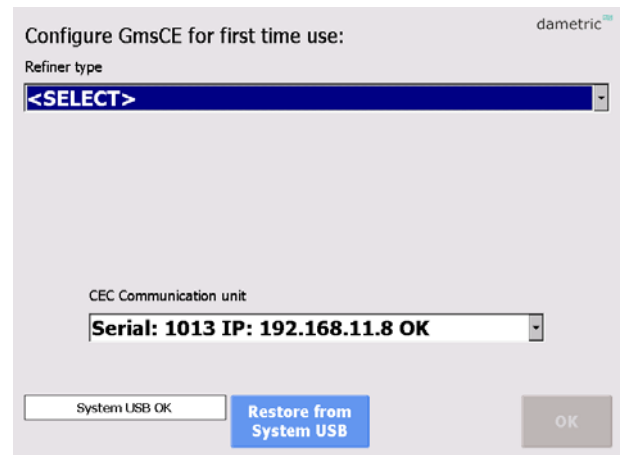 dametric
Configure GmsCE for first time use:
Refiner type
<SELECT>
CEC Communication unit
Serial: 1013 IP: 192.168.11.8 OK
System USB OK
Restore from
System USB
OK